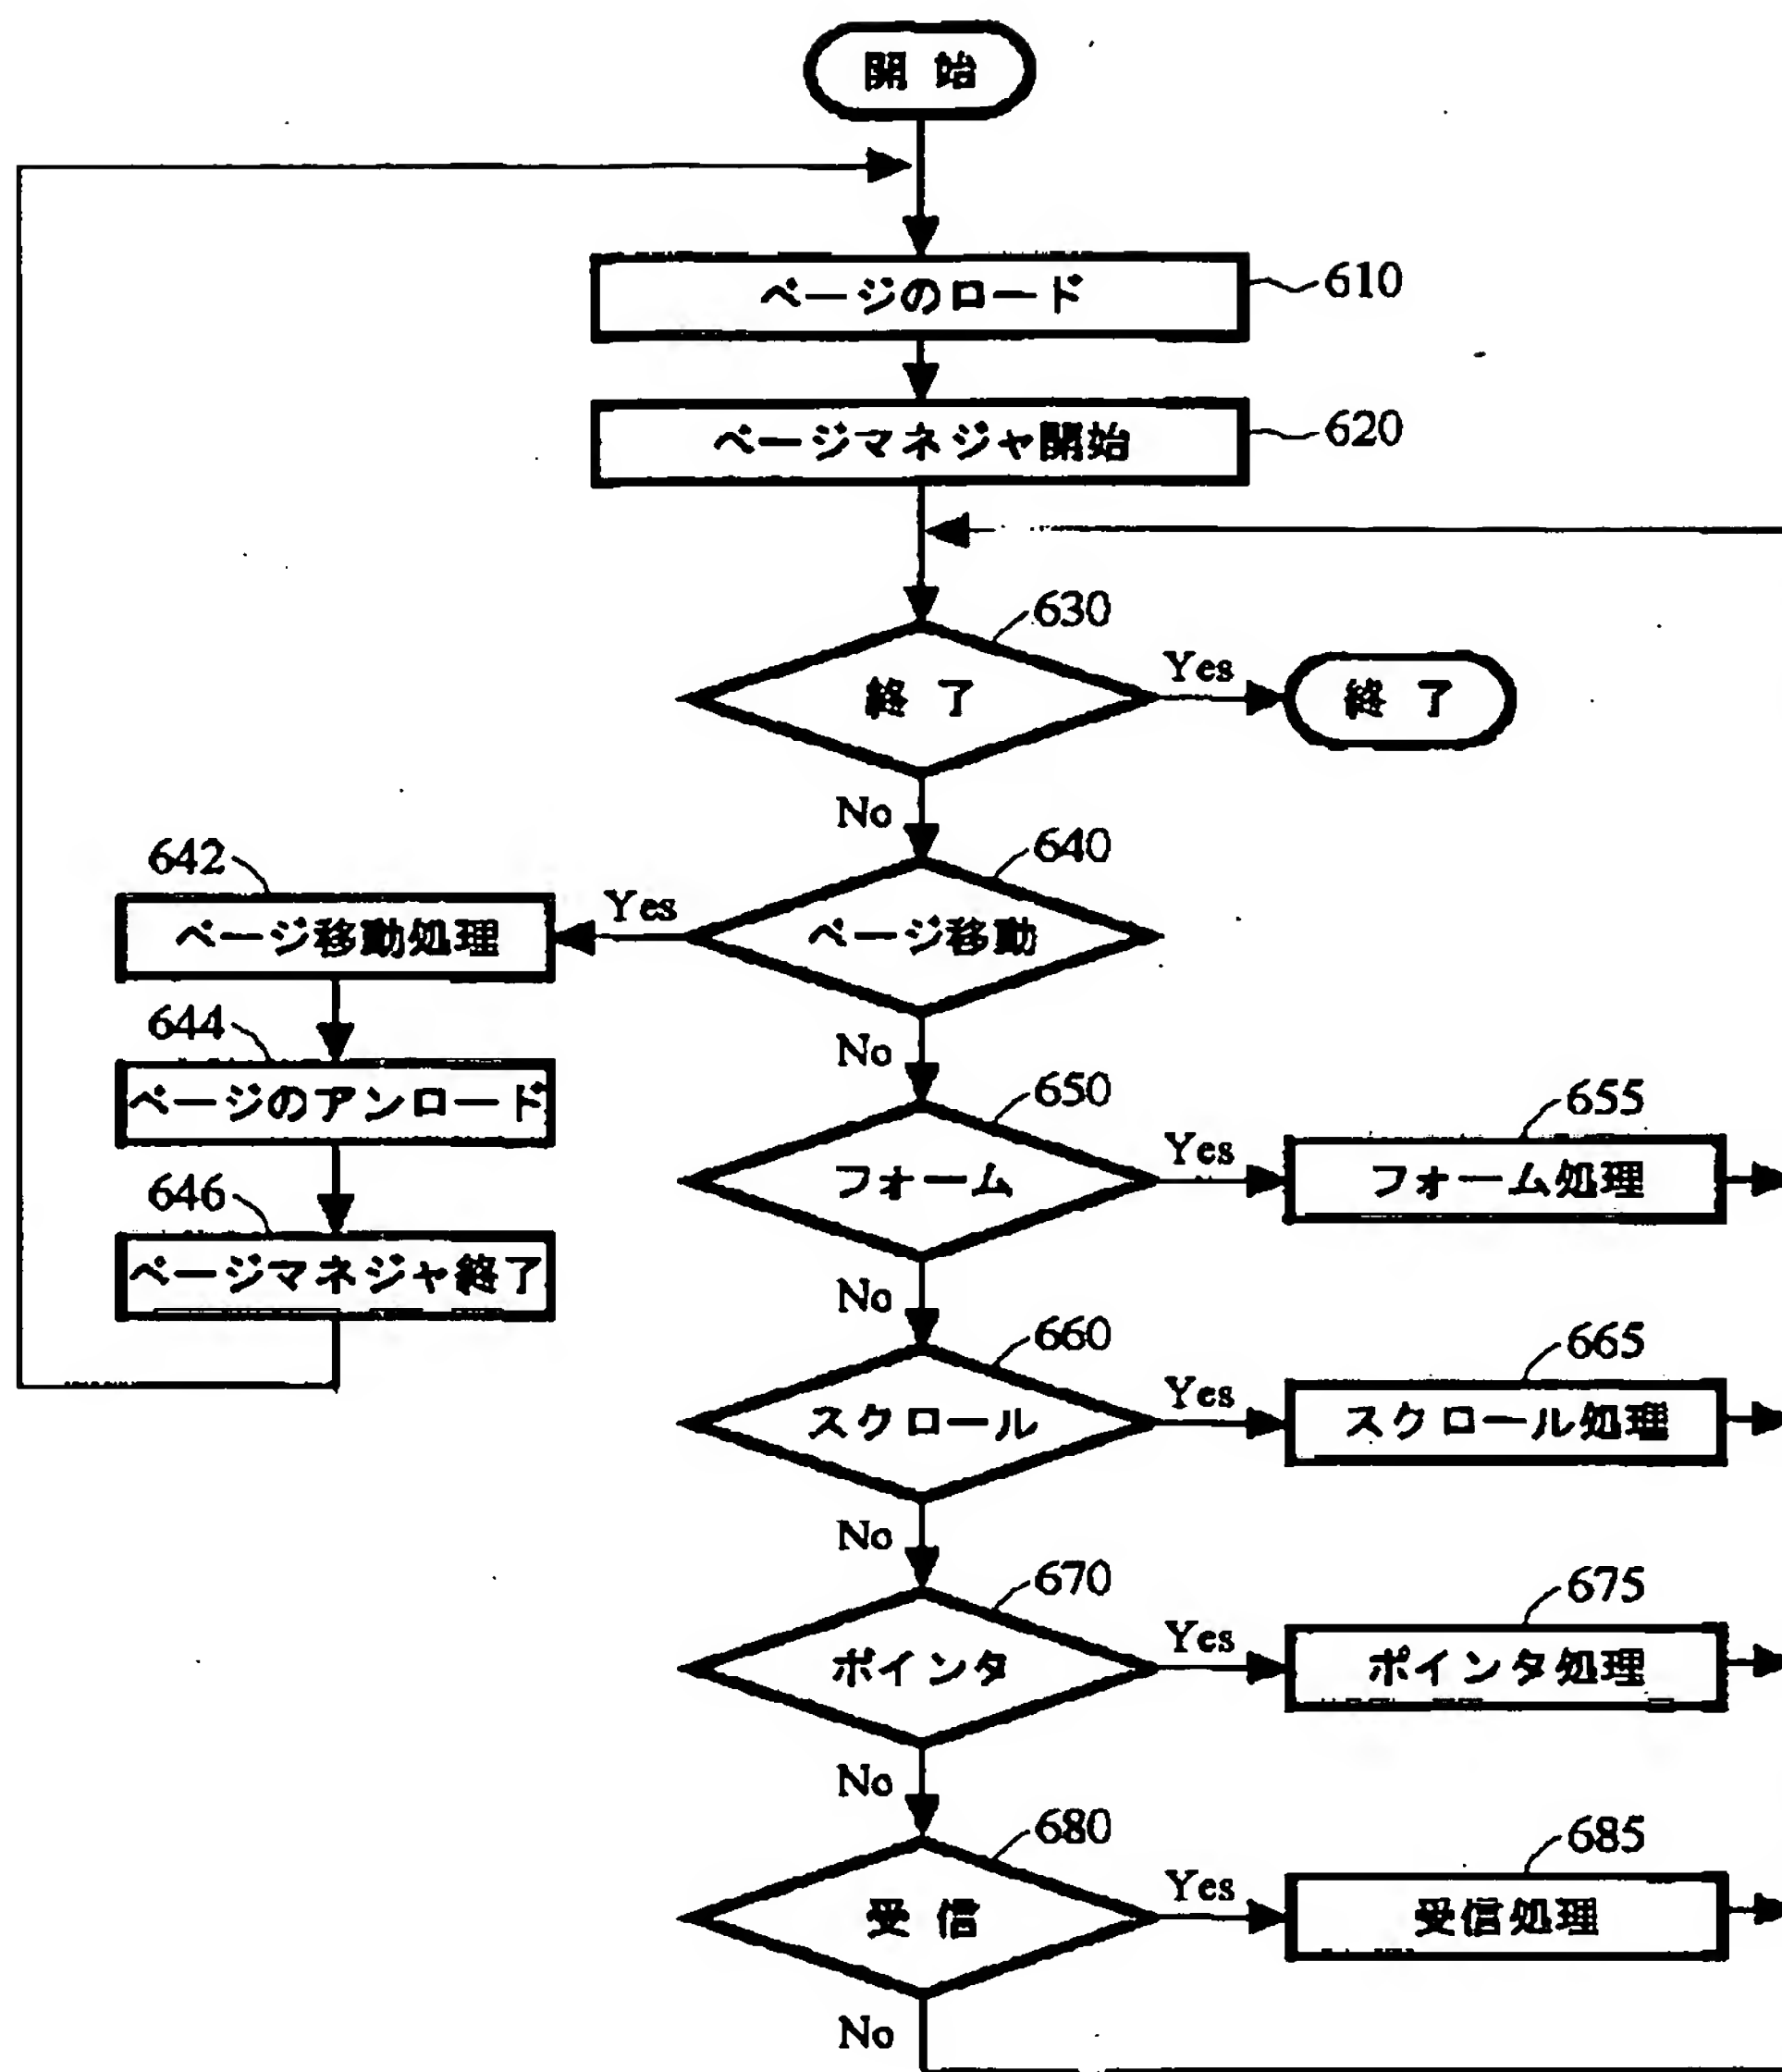 開始
ページのロード
610
ページマネジャ開始
620
630
終了
Yes
終了
No
640
ページ移動
Yes
642
ページ移動処理
644
ページのアンロード
646
ページマネジャ終了
No
650
フォーム
Yes
655
フォーム処理
No
660
スクロール
Yes
665
スクロール処理
No
670
ポインタ
Yes
675
ポインタ処理
No
680
受信
Yes
685
受信処理
No